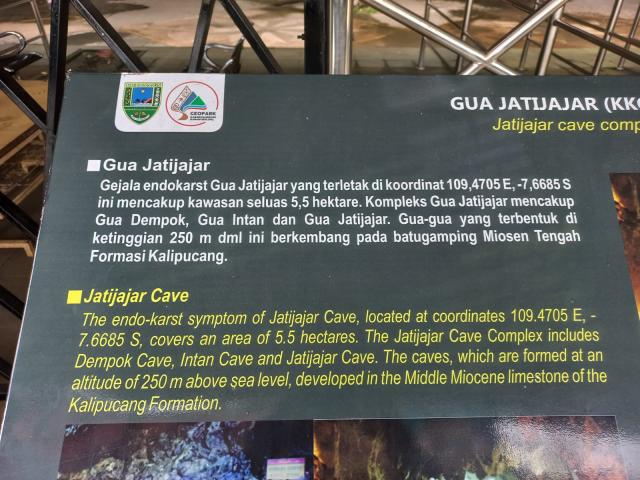 GEOPARK
GUA JATIJAJAR
Jatijajar cave
Gua Jatijajar
Gejala endokarst Gua Jatijajar yang terletak di koordinat 109,4705 E, -7,6685 S
ini mencakup kawasan seluas 5,5 hektare. Kompleks Gua Jatijajar mencakup
Gua Dempok, Gua Intan dan Gua Jatijajar. Gua-gua yang terbentuk di
ketinggian 250 m dml ini berkembang pada batugamping Miosen Tengah
Formasi Kalipucang.
Jatijajar Cave
The endo-karst symptom of Jatijajar Cave, located at coordinates 109.4705 E, -
7.6685 S, covers an area of 5.5 hectares. The Jatijajar Cave Complex includes
Dempok Cave, Intan Cave and Jatijajar Cave. The caves, which are formed at an
altitude of 250 m above sea level, developed in the Middle Miocene limestone of the
Kalipucang Formation.